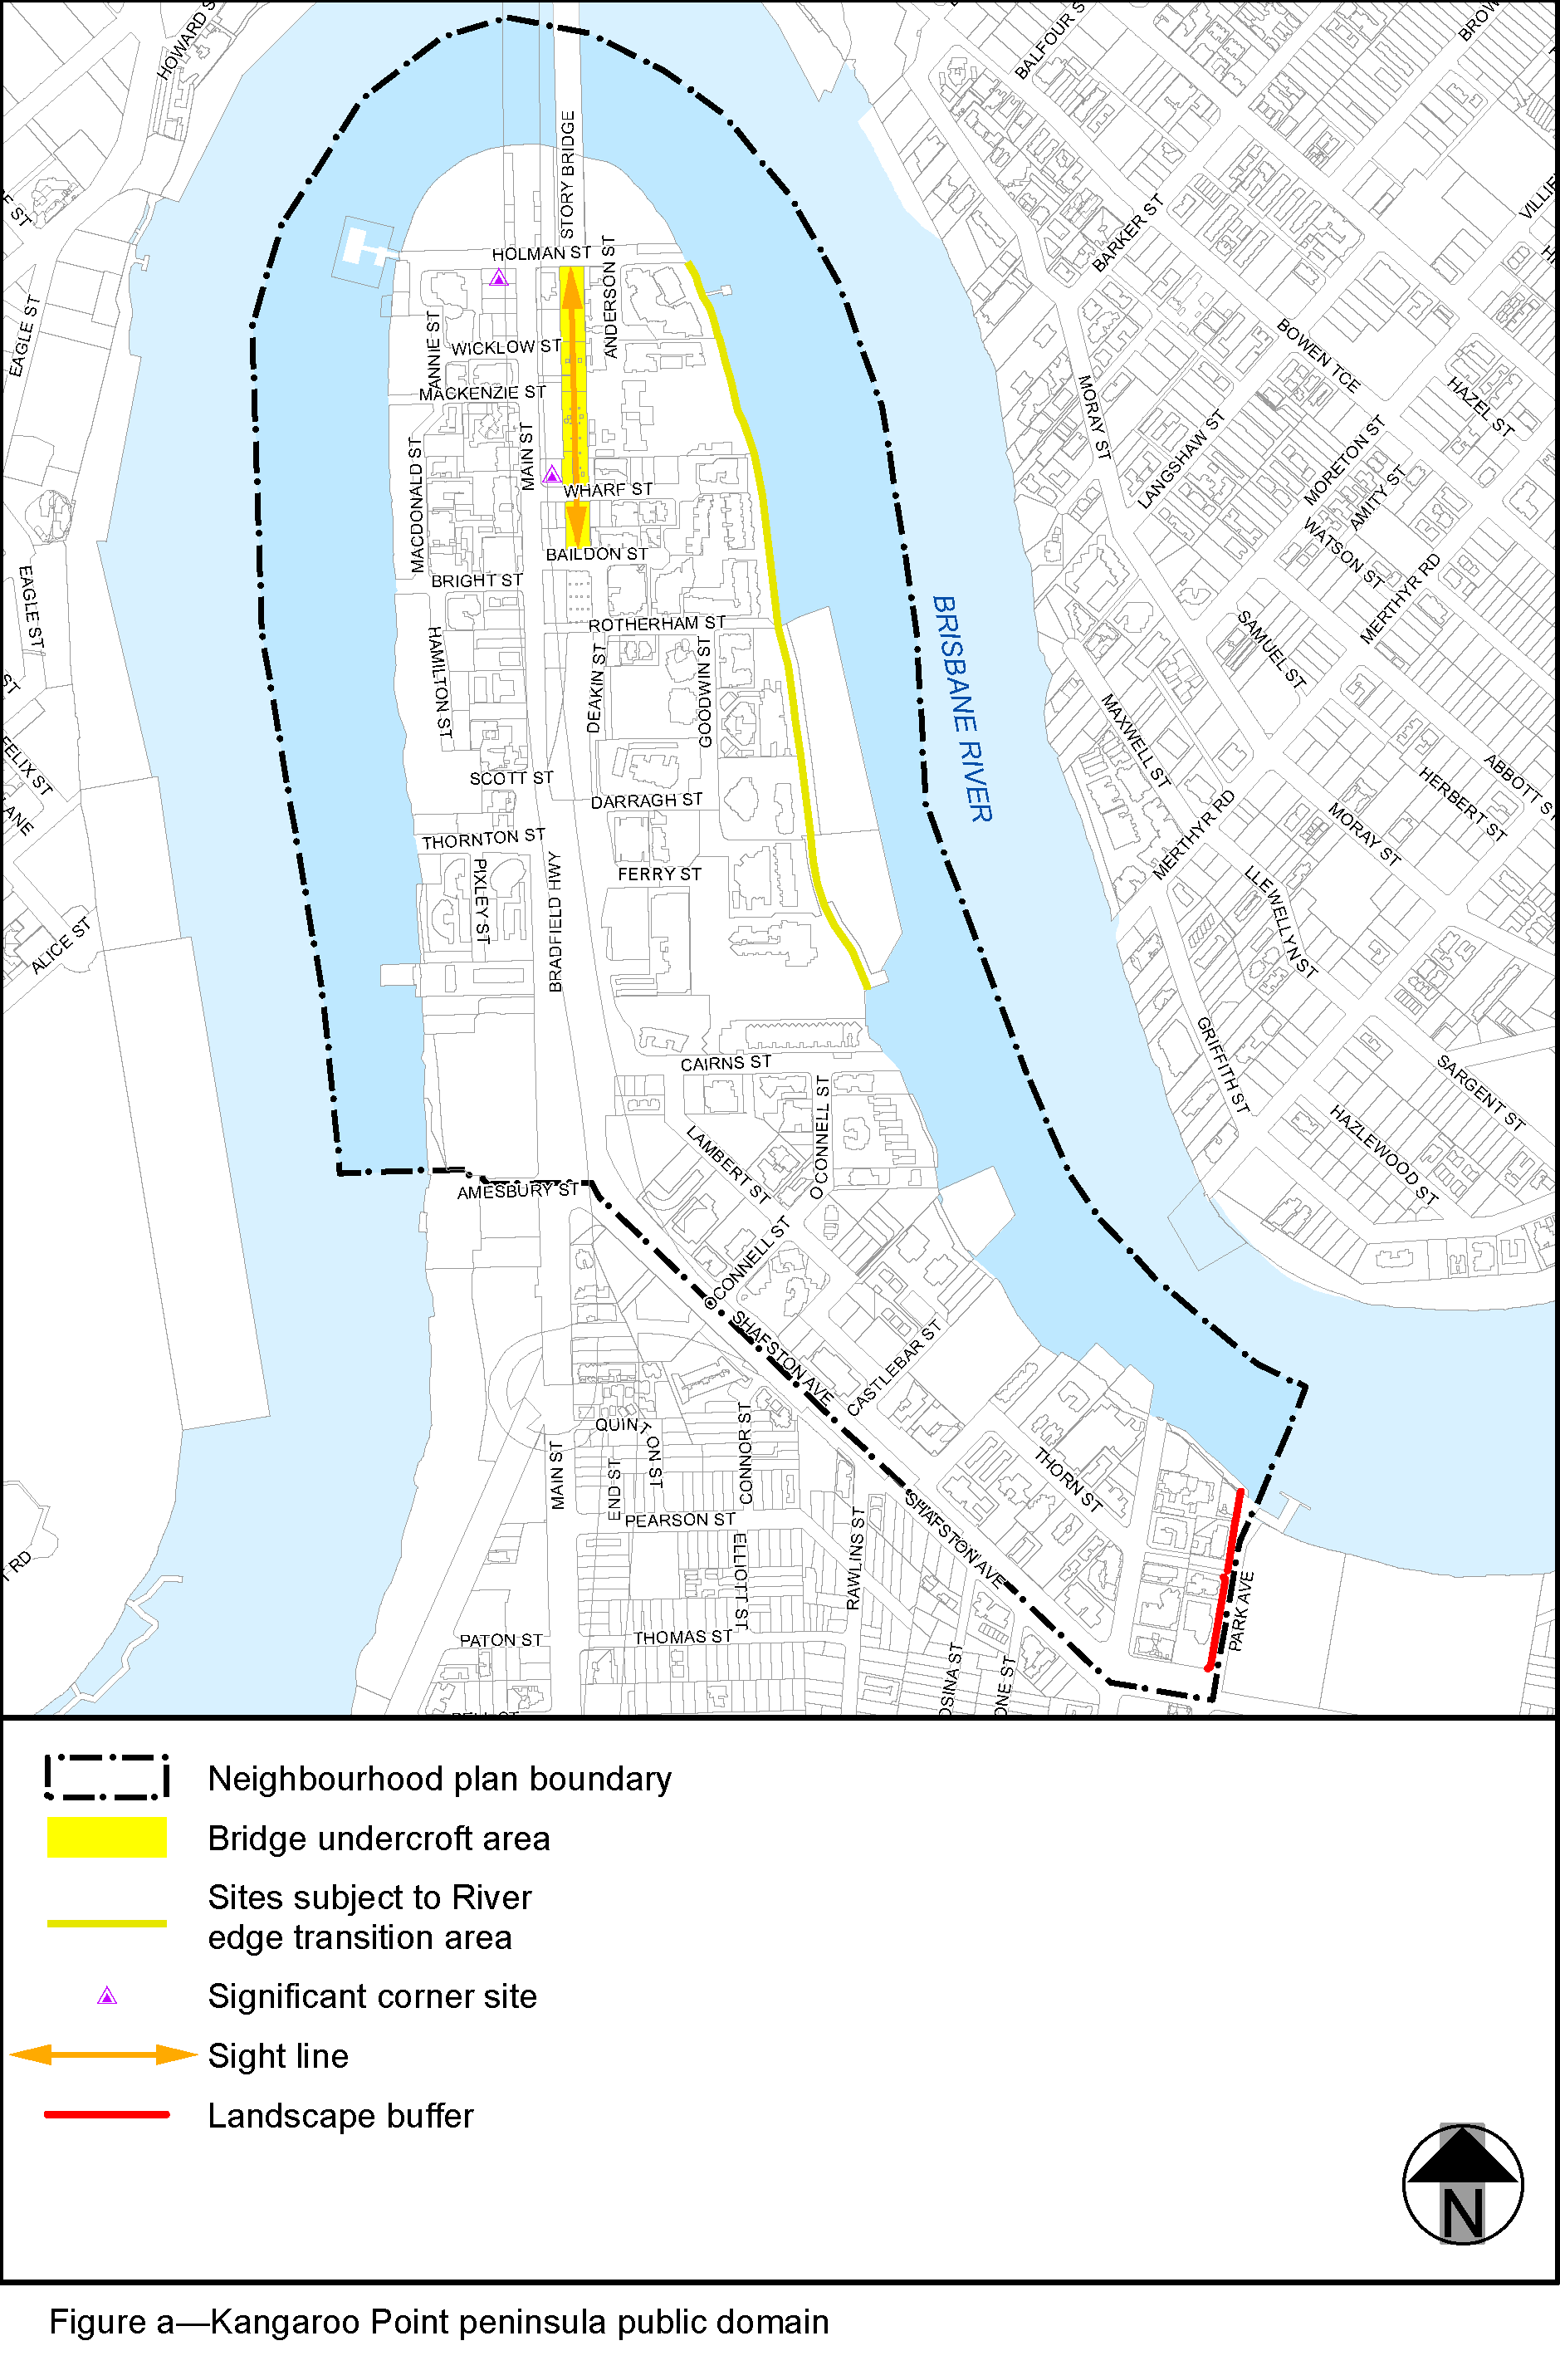 HOWARD S
BALFOUR S
BROW
VILLIE
H
E ST
STORY BRIDGE
HOLMAN ST
ANDERSON ST
BARKER ST
EAGLE ST
ANNIE ST
WICKLOW ST
MACKENZIE ST
MAIN ST
MACDONALD ST
WHARF ST
BAILDON ST
BRIGHT ST
BOWEN TCE
HAZEL ST
MORAY ST
LANGSHAW ST
MORETON ST
AMITY ST
WATSON ST
MERTHYR RD
EAGLE ST
HAMILTON ST
ROTHERHAM ST
DEAKIN ST
GOODWIN ST
BRISBANE RIVER
SAMUEL ST
MAXWELL ST
ABBOTT S
HERBERT ST
ST
FELIX ST
LANE
SCOTT ST
DARRAGH ST
THORNTON ST
PIXLEY ST
BRADFIELD HWY
FERRY ST
MERTHYR RD
MORAY ST
LLEWELLYN ST
ALICE ST
CAIRNS ST
LAMBERT ST
O'CONNELL ST
GRIFFITH ST
SARGENT ST
HAZLEWOOD ST
AMESBURY ST
O'CONNELL ST
SHAFSTON AVE
CASTLEBAR ST
QUINTON ST
MAIN ST
END ST
CONNOR ST
THORN ST
PEARSON ST
ELLIOTT ST
RAWLINS ST
SHAFSTON AVE
T RD
PARK AVE
PATON ST
THOMAS ST
OSINA ST
ONE ST
BELL ST
Neighbourhood plan boundary
Bridge undercroft area
Sites subject to River
edge transition area
Significant corner site
Sight line
Landscape buffer
N
Figure a—Kangaroo Point peninsula public domain